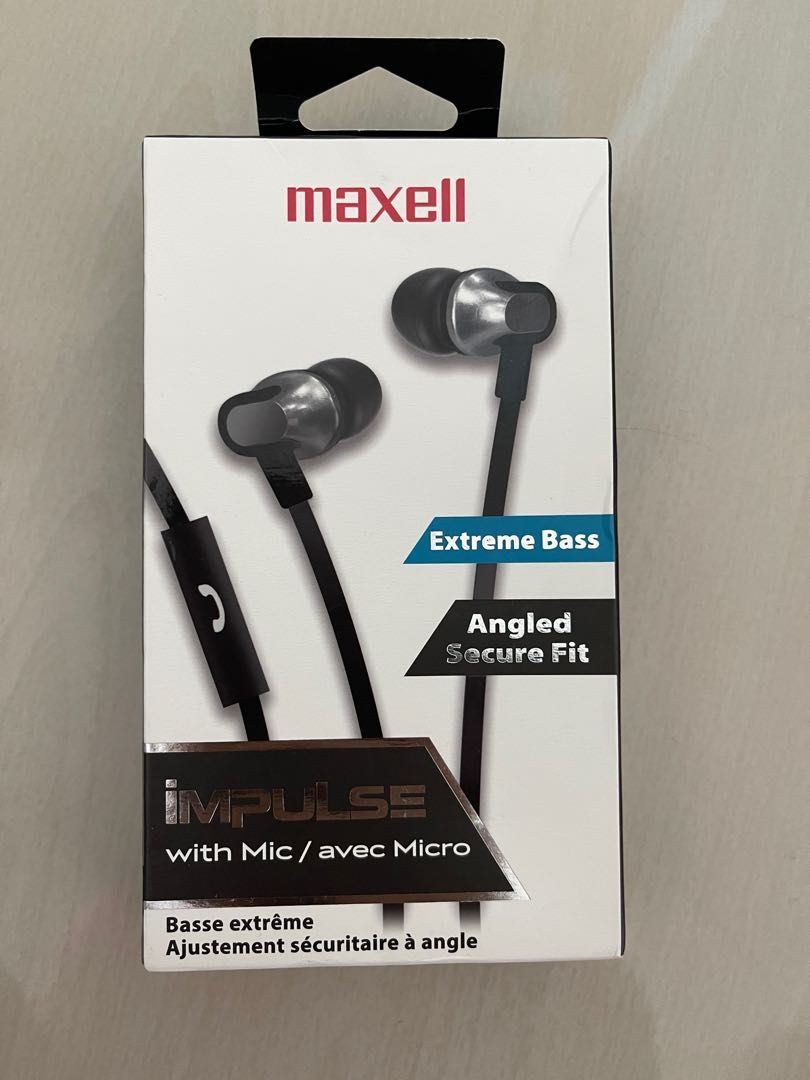 maxell
Extreme Bass
Angled
Secure Fit
iMPULSE
with Mic / avec Micro
Basse extrême
Ajustement sécuritaire à angle